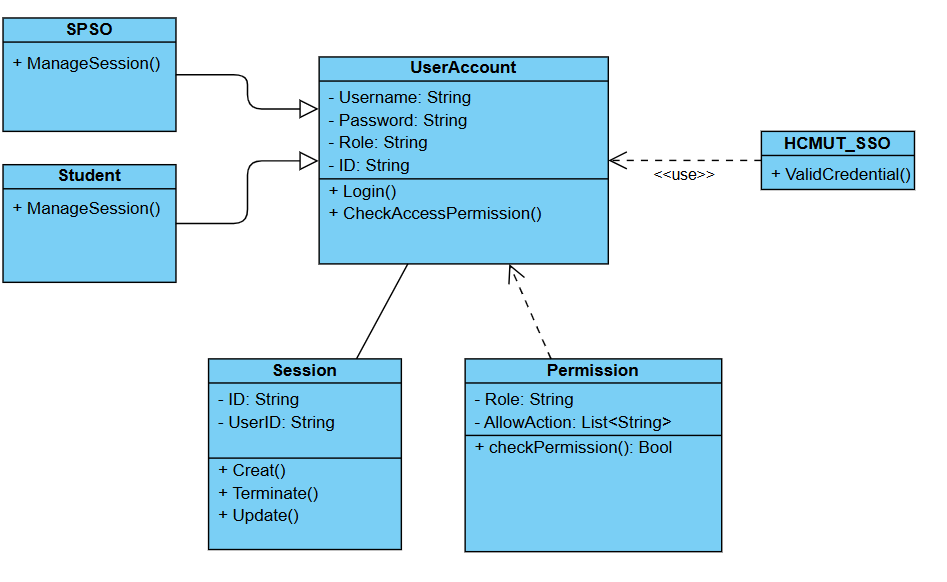 SPSO
+ ManageSession()
Student
+ ManageSession()
UserAccount
- Username: String
- Password: String
- Role: String
- ID: String
+ Login()
+ CheckAccessPermission()
<<use>>
HCMUT_SSO
+ ValidCredential()
Session
- ID: String
- UserID: String
+ Creat()
+ Terminate()
+ Update()
Permission
- Role: String
- AllowAction: List<String>
+ checkPermission(): Bool